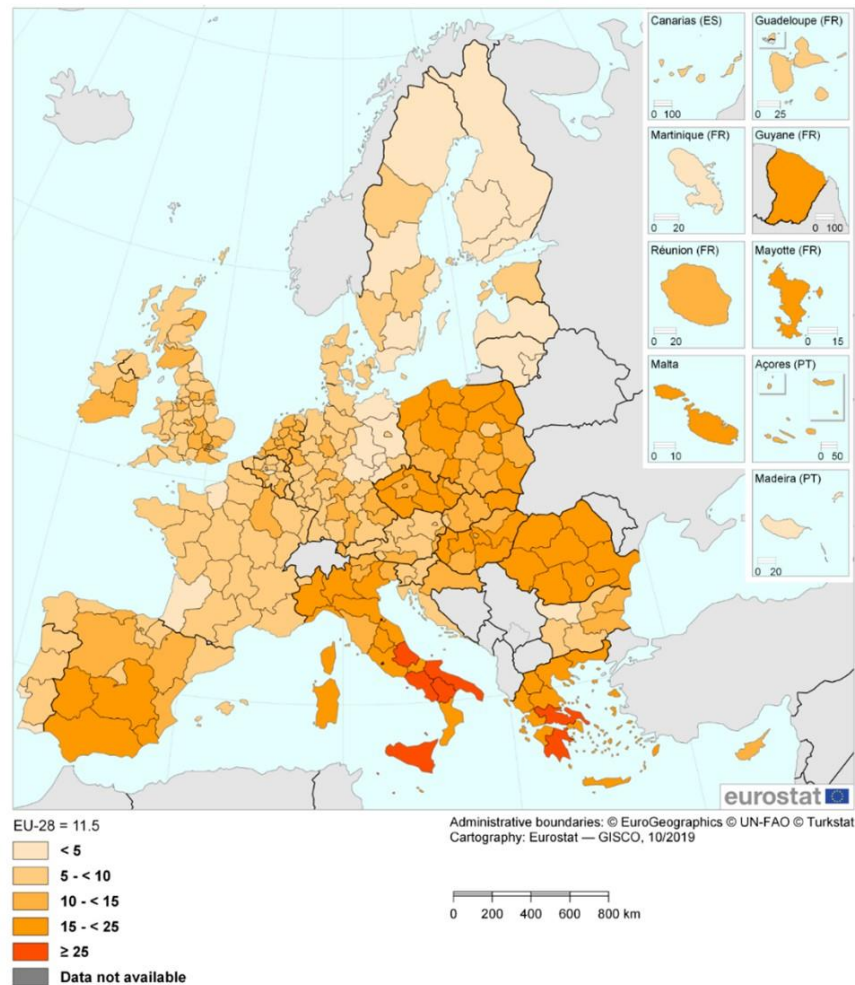 Canarias (ES)
0 100
Guadeloupe (FR)
0 25
Martinique (FR)
0 20
Guyane (FR)
0 100
Réunion (FR)
0 20
Mayotte (FR)
0 15
Malta
0 10
Açores (PT)
0 50
Madeira (PT)
0 20
eurostat
EU-28 = 11.5
Administrative boundaries: © EuroGeographics © UN-FAO © Turkstat
Cartography: Eurostat — GISCO, 10/2019
< 5
5 - < 10
10 - < 15
15 - < 25
≥ 25
Data not available
0 200 400 600 800 km